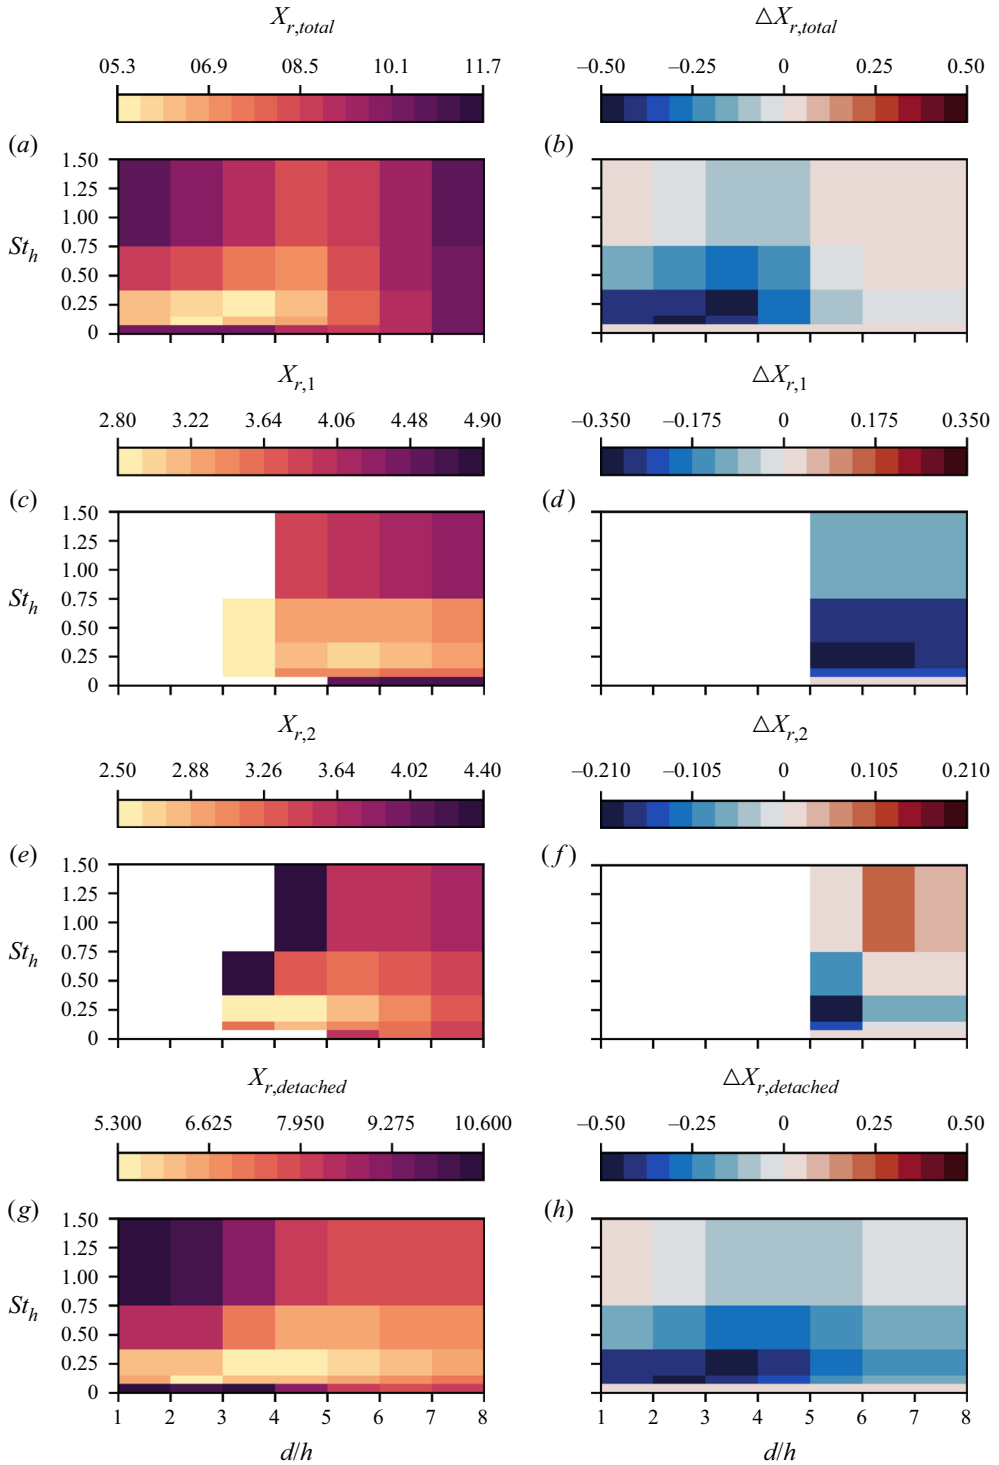 X_{r,total} △X_{r,total}
05.3 06.9 08.5 10.1 11.7 −0.50 −0.25 0 0.25 0.50
(a) (b)
1.50
1.25
1.00
St_h 0.75
0.50
0.25
0
X_{r,1} △X_{r,1}
2.80 3.22 3.64 4.06 4.48 4.90 −0.350 −0.175 0 0.175 0.350
(c) (d)
1.50
1.25
1.00
St_h 0.75
0.50
0.25
0
X_{r,2} △X_{r,2}
2.50 2.88 3.26 3.64 4.02 4.40 −0.210 −0.105 0 0.105 0.210
(e) (f)
1.50
1.25
1.00
St_h 0.75
0.50
0.25
0
X_{r,detached} △X_{r,detached}
5.300 6.625 7.950 9.275 10.600 −0.50 −0.25 0 0.25 0.50
(g) (h)
1.50
1.25
1.00
St_h 0.75
0.50
0.25
0
1 2 3 4 5 6 7 8 1 2 3 4 5 6 7 8
d/h d/h